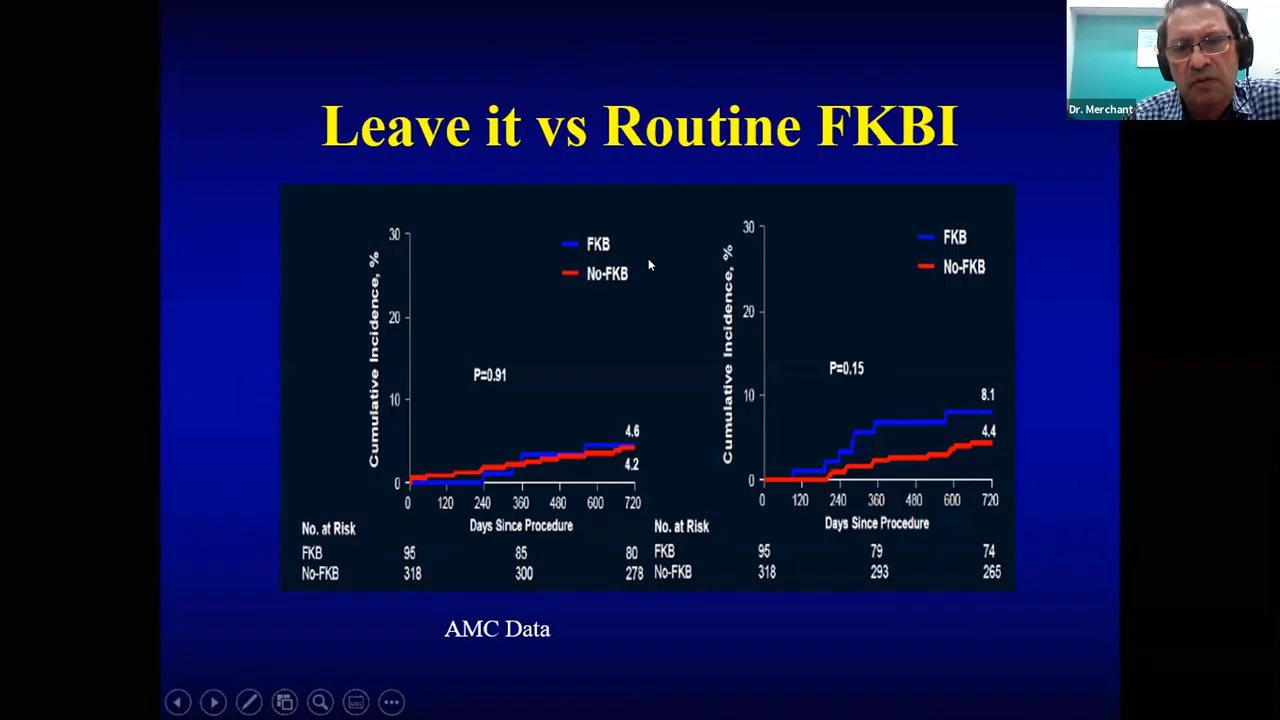 Dr. Merchant
Leave it vs Routine FKBI
Cumulative Incidence, %
30
20
10
0
FKB
No-FKB
P=0.91
4.6
4.2
0 120 240 360 480 600 720
Days Since Procedure
No. at Risk
FKB 95 85 80
No-FKB 318 300 278
Cumulative Incidence, %
30
20
10
0
FKB
No-FKB
P=0.15
8.1
4.4
0 120 240 360 480 600 720
Days Since Procedure
No. at Risk
FKB 95 79 74
No-FKB 318 293 265
AMC Data